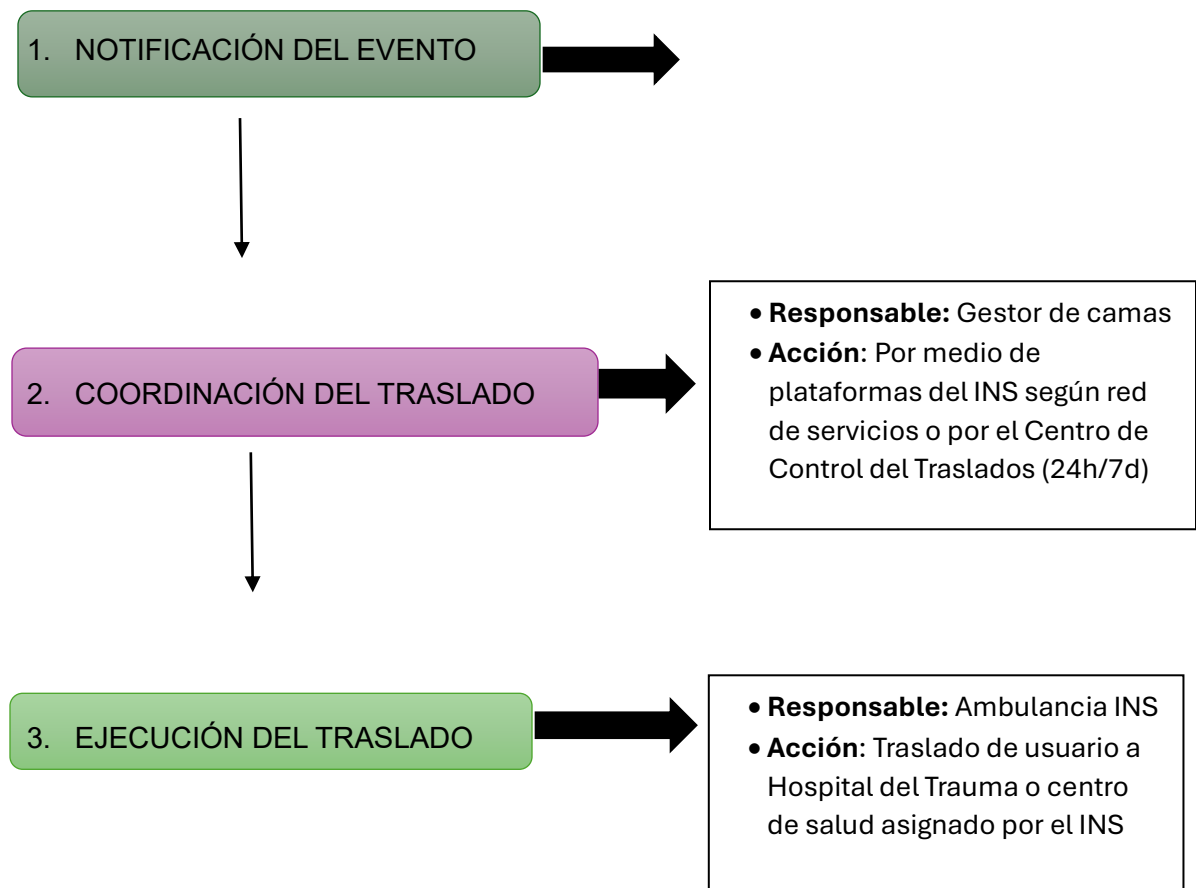 1. NOTIFICACIÓN DEL EVENTO
2. COORDINACIÓN DEL TRASLADO
• Responsable: Gestor de camas
• Acción: Por medio de
plataformas del INS según red
de servicios o por el Centro de
Control del Traslados (24h/7d)
3. EJECUCIÓN DEL TRASLADO
• Responsable: Ambulancia INS
• Acción: Traslado de usuario a
Hospital del Trauma o centro
de salud asignado por el INS